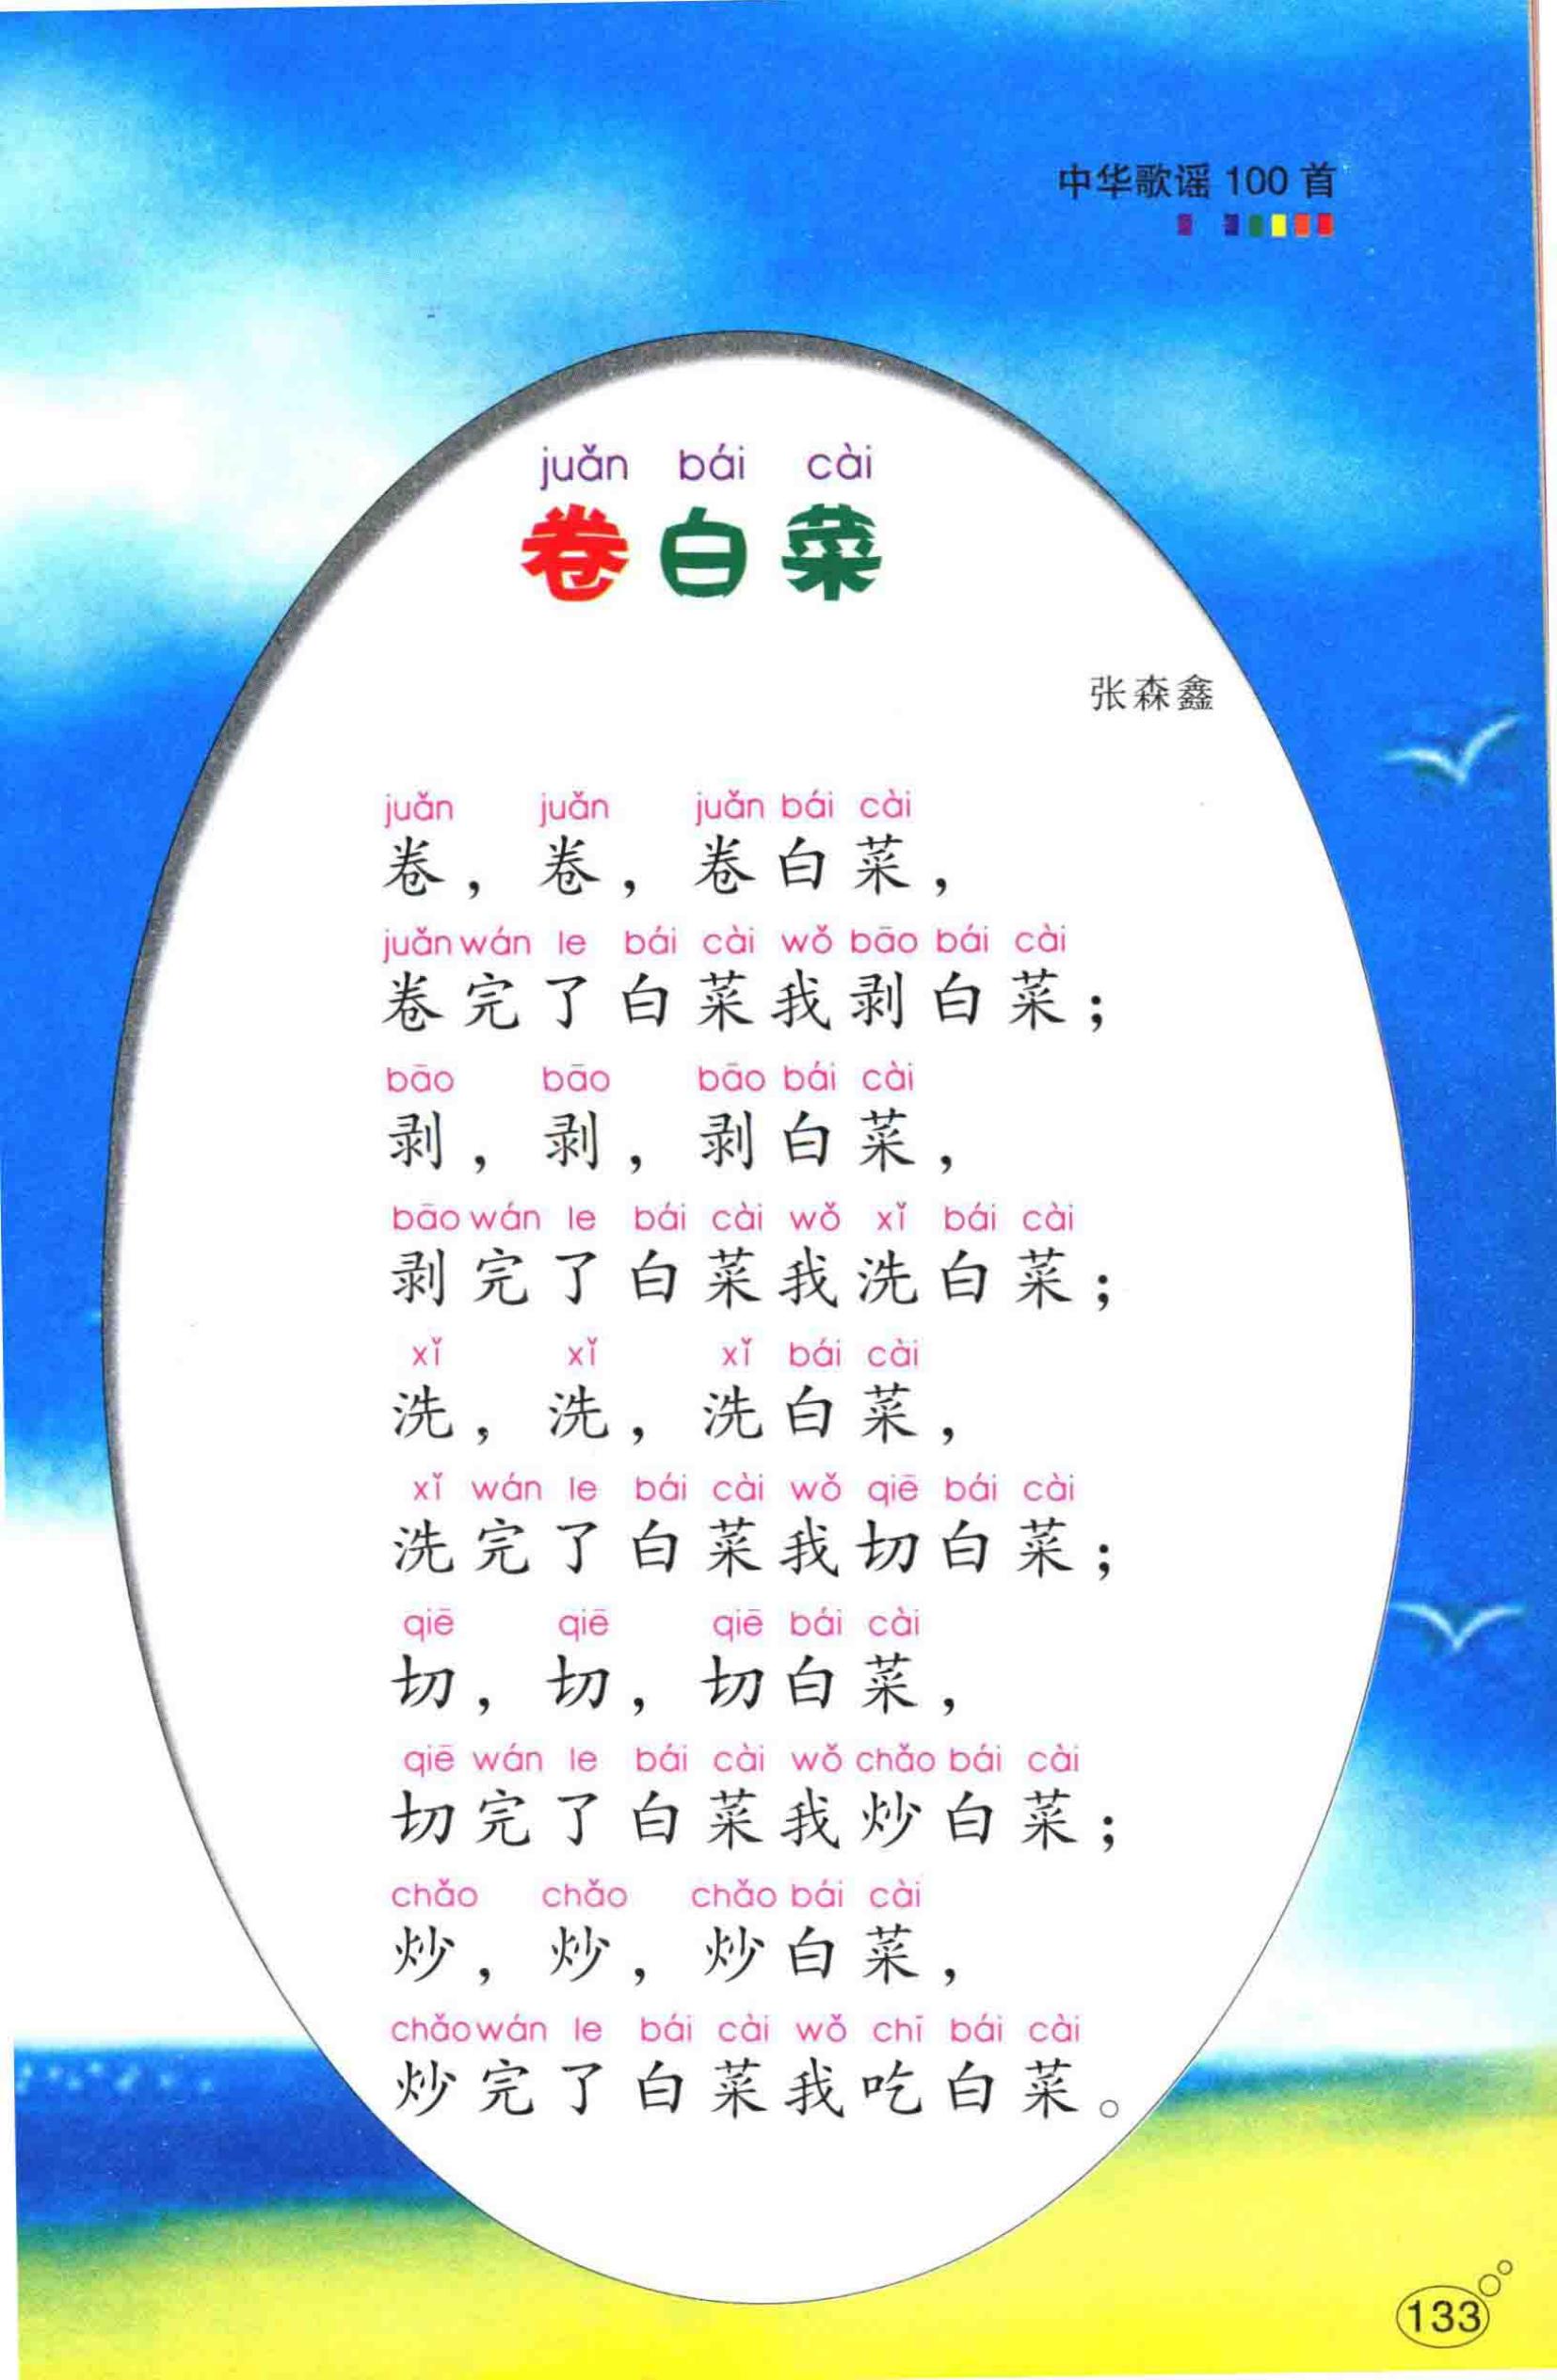 中华歌谣 100 首
juǎn bái cài
卷白菜
张森鑫
juǎn juǎn juǎn bái cài
卷，卷，卷白菜，
juǎn wán le bái cài wǒ bāo bái cài
卷完了白菜我剥白菜；
bāo bāo bāo bái cài
剥，剥，剥白菜，
bāo wán le bái cài wǒ xǐ bái cài
剥完了白菜我洗白菜；
xǐ xǐ xǐ bái cài
洗，洗，洗白菜，
xǐ wán le bái cài wǒ qiē bái cài
洗完了白菜我切白菜；
qiē qiē qiē bái cài
切，切，切白菜，
qiē wán le bái cài wǒ chǎo bái cài
切完了白菜我炒白菜；
chǎo chǎo chǎo bái cài
炒，炒，炒白菜，
chǎo wán le bái cài wǒ chī bái cài
炒完了白菜我吃白菜。
133